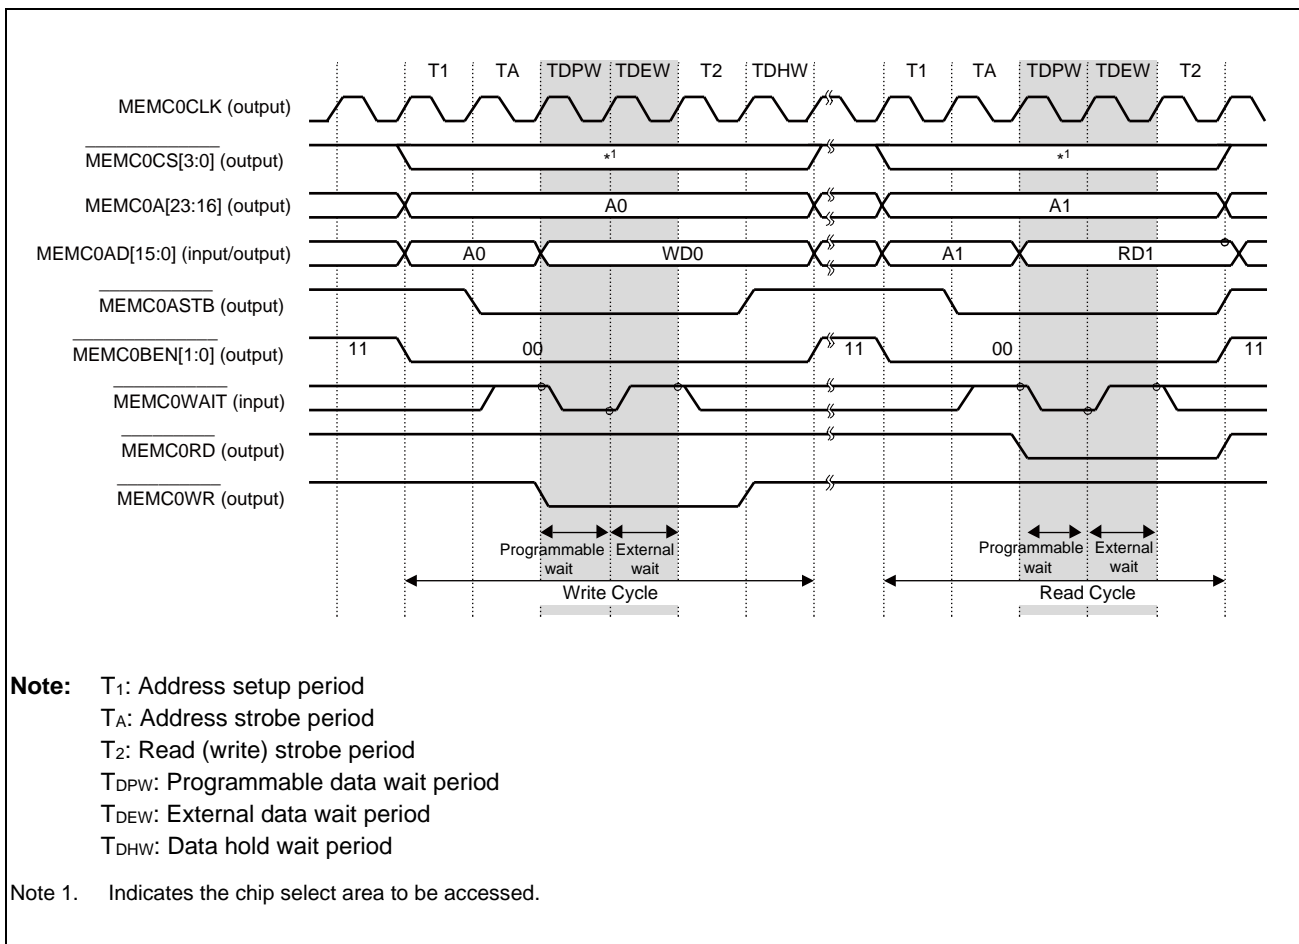 T1 TA TDPW TDEW T2 TDHW T1 TA TDPW TDEW T2
MEMC0CLK (output)
MEMC0CS[3:0] (output) *1 *1
MEMC0A[23:16] (output) A0 A1
MEMC0AD[15:0] (input/output) A0 WD0 A1 RD1
MEMC0ASTB (output)
MEMC0BEN[1:0] (output) 11 00 11 00 11
MEMC0WAIT (input)
MEMC0RD (output)
MEMC0WR (output)
Programmable wait External wait Programmable wait External wait
Write Cycle Read Cycle
Note: T1: Address setup period
TA: Address strobe period
T2: Read (write) strobe period
TDPW: Programmable data wait period
TDEW: External data wait period
TDHW: Data hold wait period
Note 1. Indicates the chip select area to be accessed.